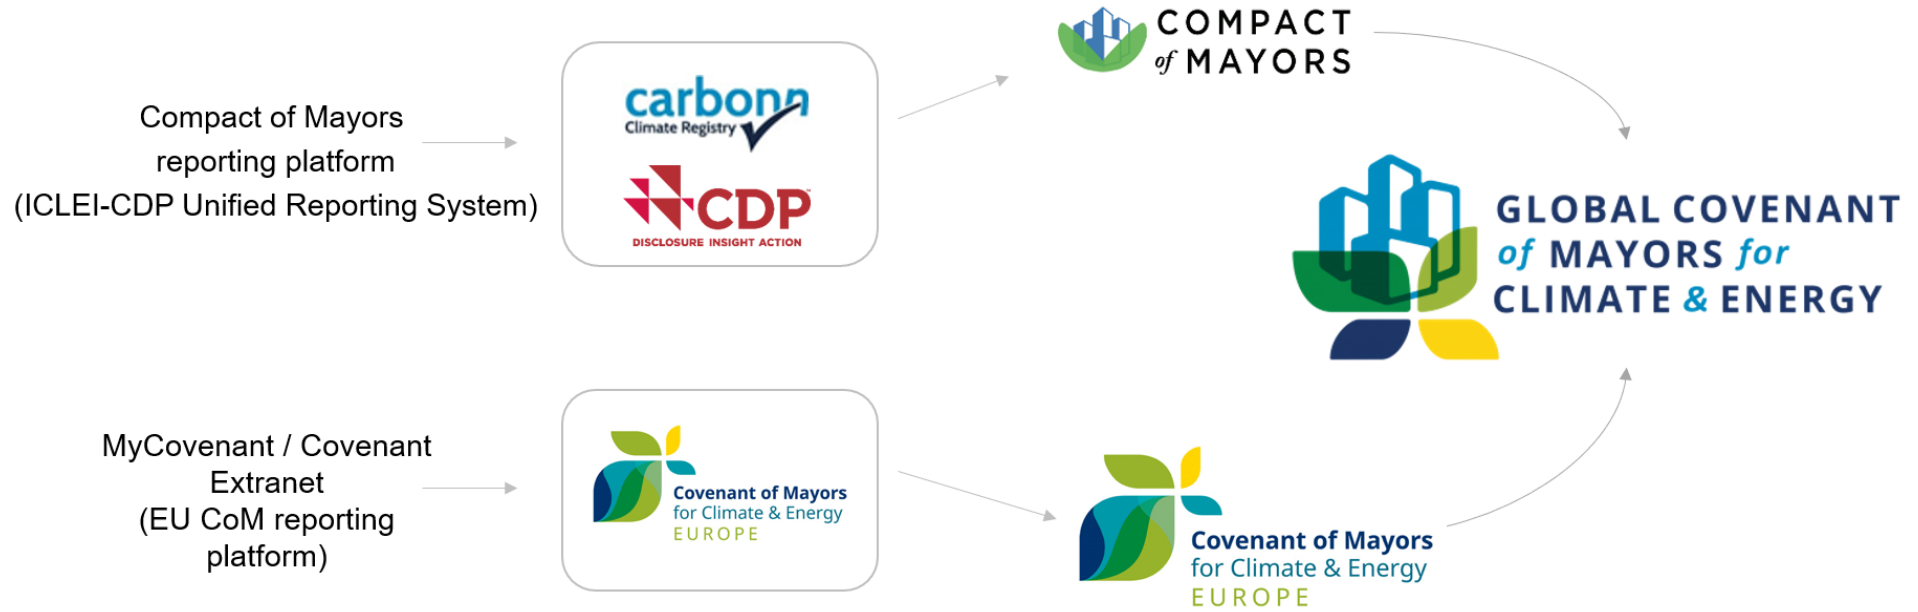 Compact of Mayors
reporting platform
(ICLEI-CDP Unified Reporting System)
carbonn
Climate Registry
CDP™
DISCLOSURE INSIGHT ACTION
COMPACT
of MAYORS
GLOBAL COVENANT
of MAYORS for
CLIMATE & ENERGY
MyCovenant / Covenant
Extranet
(EU CoM reporting
platform)
Covenant of Mayors
for Climate & Energy
EUROPE
Covenant of Mayors
for Climate & Energy
EUROPE